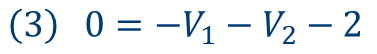 (3) 0 = −V₁ − V₂ − 2